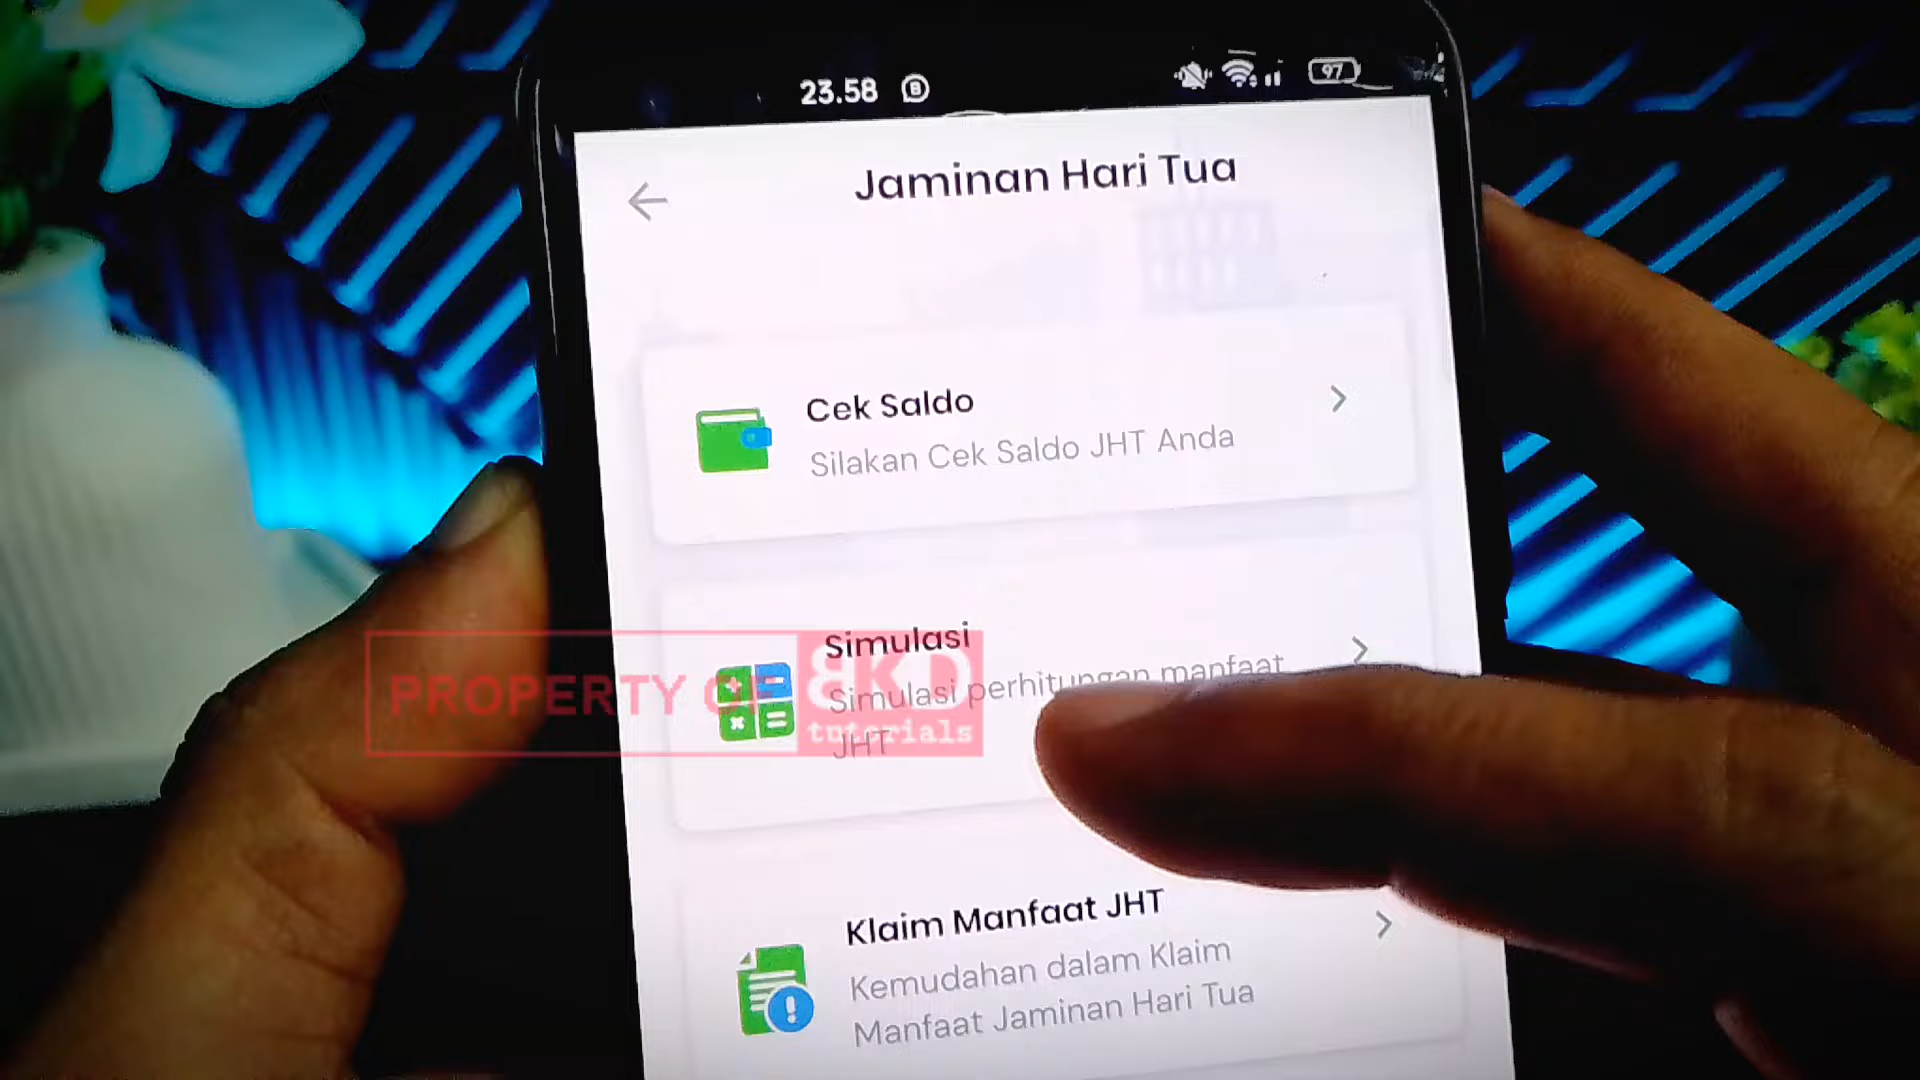 23.58
97
Jaminan Hari Tua
Cek Saldo
Silakan Cek Saldo JHT Anda
Simulasi
Simulasi perhitungan manfaat
JHT
PROPERTY OF BKD
tutorials
Klaim Manfaat JHT
Kemudahan dalam Klaim
Manfaat Jaminan Hari Tua